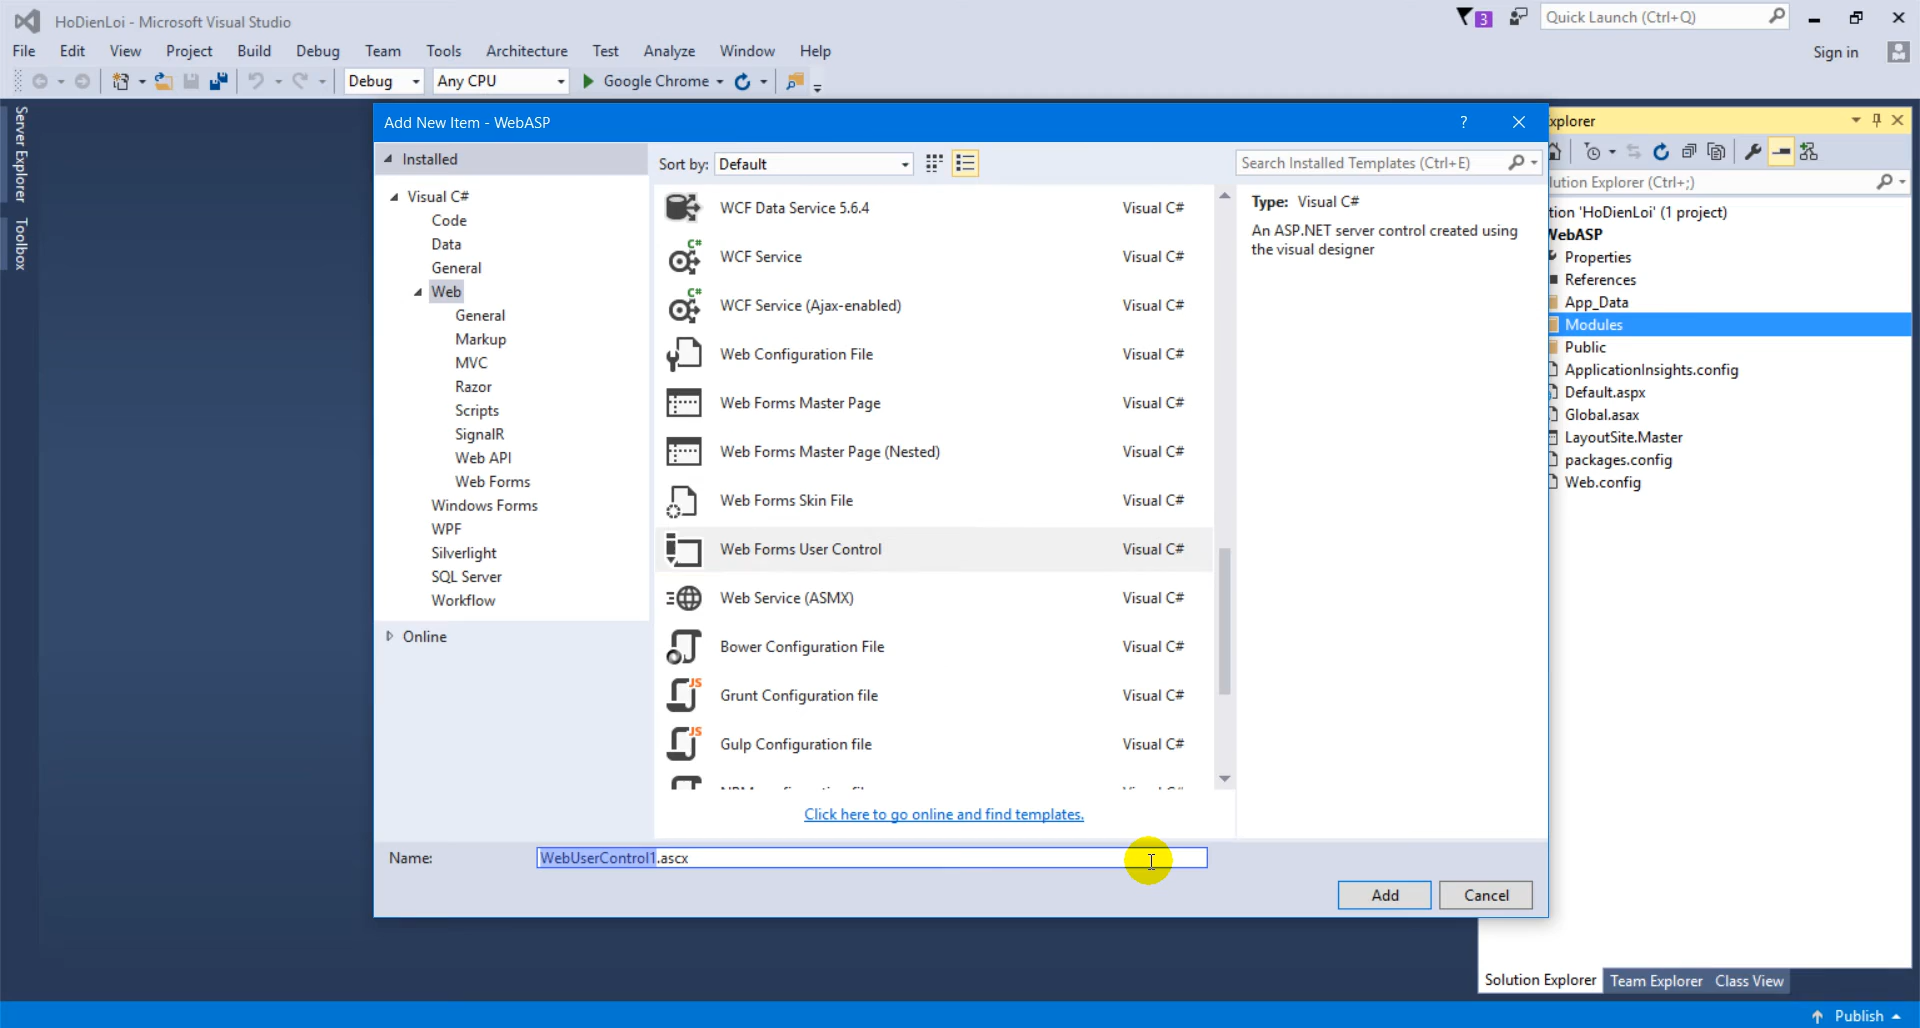 HoDienLoi - Microsoft Visual Studio
3
Quick Launch (Ctrl+Q)
File Edit View Project Build Debug Team Tools Architecture Test Analyze Window Help
Sign in
Debug Any CPU Google Chrome
Server Explorer
Toolbox
Add New Item - WebASP
?
Installed
Visual C#
Code
Data
General
Web
General
Markup
MVC
Razor
Scripts
SignalR
Web API
Web Forms
Windows Forms
WPF
Silverlight
SQL Server
Workflow
Online
Sort by: Default
Search Installed Templates (Ctrl+E)
WCF Data Service 5.6.4 Visual C#
WCF Service Visual C#
WCF Service (Ajax-enabled) Visual C#
Web Configuration File Visual C#
Web Forms Master Page Visual C#
Web Forms Master Page (Nested) Visual C#
Web Forms Skin File Visual C#
Web Forms User Control Visual C#
Web Service (ASMX) Visual C#
Bower Configuration File Visual C#
Grunt Configuration file Visual C#
Gulp Configuration file Visual C#
Click here to go online and find templates.
Type: Visual C#
An ASP.NET server control created using
the visual designer
Name: WebUserControl1.ascx
Add Cancel
xplorer
lution Explorer (Ctrl+;)
tion 'HoDienLoi' (1 project)
WebASP
Properties
References
App_Data
Modules
Public
ApplicationInsights.config
Default.aspx
Global.asax
LayoutSite.Master
packages.config
Web.config
Solution Explorer Team Explorer Class View
Publish